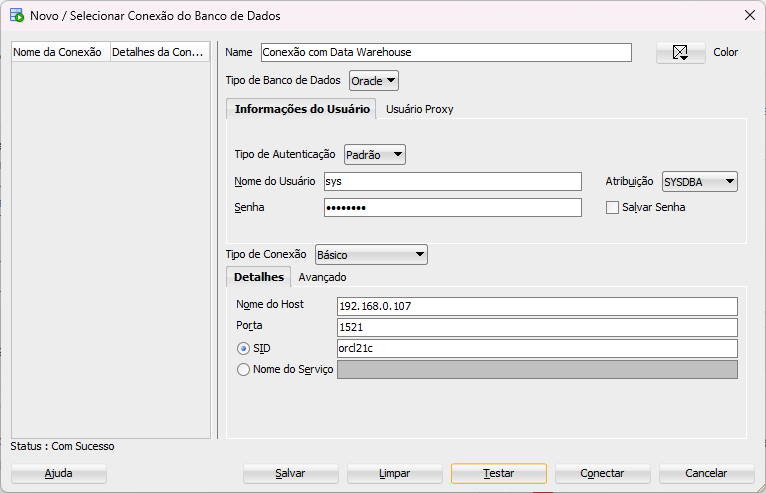 Novo / Selecionar Conexão do Banco de Dados
Nome da Conexão Detalhes da Con...
Name Conexão com Data Warehouse Color
Tipo de Banco de Dados Oracle
Informações do Usuário Usuário Proxy
Tipo de Autenticação Padrão
Nome do Usuário sys Atribuição SYSDBA
Senha •••••••• Salvar Senha
Tipo de Conexão Básico
Detalhes Avançado
Nome do Host 192.168.0.107
Porta 1521
SID orcl21c
Nome do Serviço
Status : Com Sucesso
Ajuda Salvar Limpar Testar Conectar Cancelar